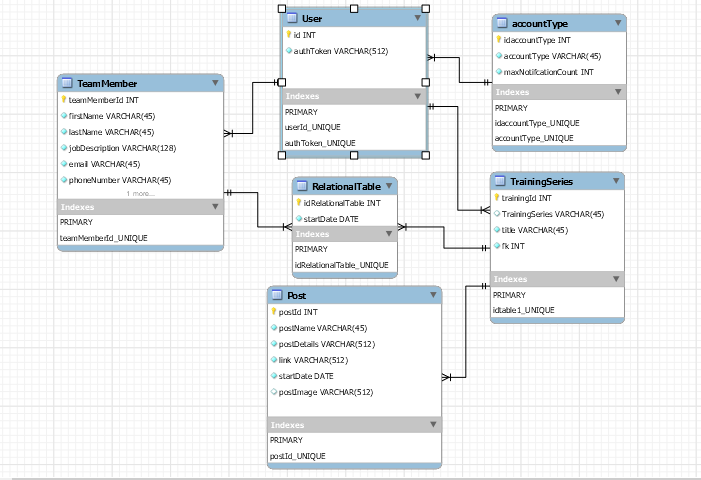 User
id INT
authToken VARCHAR(512)
Indexes
PRIMARY
userId_UNIQUE
authToken_UNIQUE
accountType
idaccountType INT
accountType VARCHAR(45)
maxNotifcationCount INT
Indexes
PRIMARY
idaccountType_UNIQUE
accountType_UNIQUE
TeamMember
teamMemberId INT
firstName VARCHAR(45)
lastName VARCHAR(45)
jobDescription VARCHAR(128)
email VARCHAR(45)
phoneNumber VARCHAR(45)
1 more...
Indexes
PRIMARY
teamMemberId_UNIQUE
RelationalTable
idRelationalTable INT
startDate DATE
Indexes
PRIMARY
idRelationalTable_UNIQUE
TrainingSeries
trainingId INT
TrainingSeries VARCHAR(45)
title VARCHAR(45)
fk INT
Indexes
PRIMARY
idtable1_UNIQUE
Post
postId INT
postName VARCHAR(45)
postDetails VARCHAR(512)
link VARCHAR(512)
startDate DATE
postImage VARCHAR(512)
Indexes
PRIMARY
postId_UNIQUE